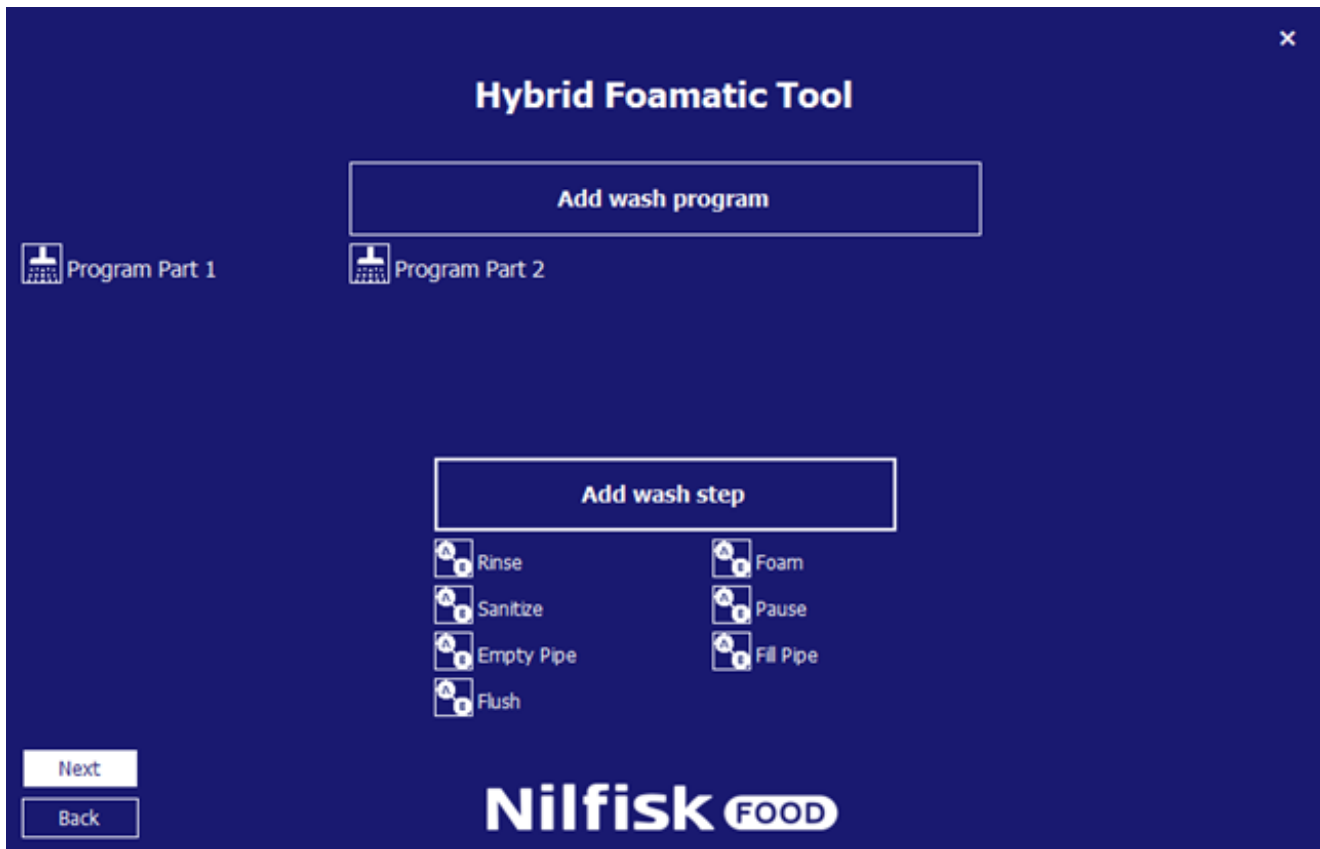 ×
Hybrid Foamatic Tool
Add wash program
Program Part 1 Program Part 2
Add wash step
A B Rinse A B Foam
A B Sanitize A B Pause
A B Empty Pipe A B Fill Pipe
A B Flush
Next
Back
Nilfisk FOOD